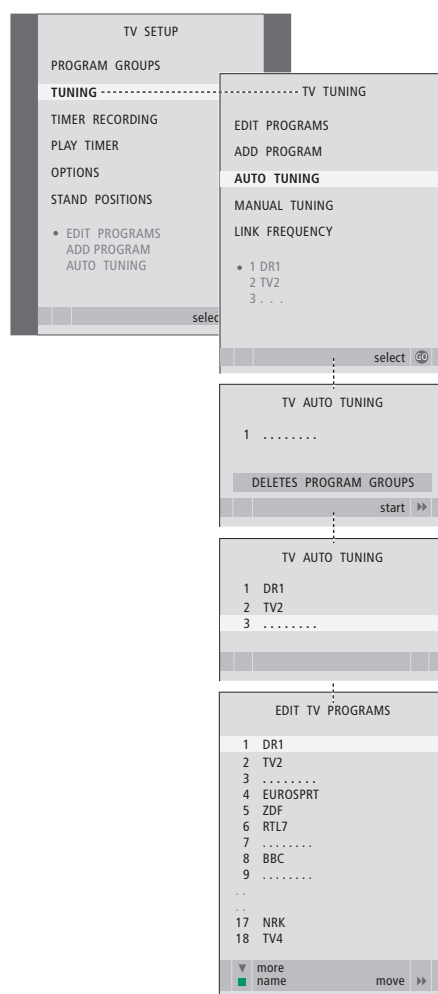 TV SETUP
PROGRAM GROUPS
TUNING
TIMER RECORDING
PLAY TIMER
OPTIONS
STAND POSITIONS
• EDIT PROGRAMS
ADD PROGRAM
AUTO TUNING
selec
TV TUNING
EDIT PROGRAMS
ADD PROGRAM
AUTO TUNING
MANUAL TUNING
LINK FREQUENCY
• 1 DR1
2 TV2
3 . . .
select GO
TV AUTO TUNING
1 ........
DELETES PROGRAM GROUPS
start
TV AUTO TUNING
1 DR1
2 TV2
3 ........
EDIT TV PROGRAMS
1 DR1
2 TV2
3 ........
4 EUROSPRT
5 ZDF
6 RTL7
7 ........
8 BBC
9 ........
. .
. .
17 NRK
18 TV4
more
name move